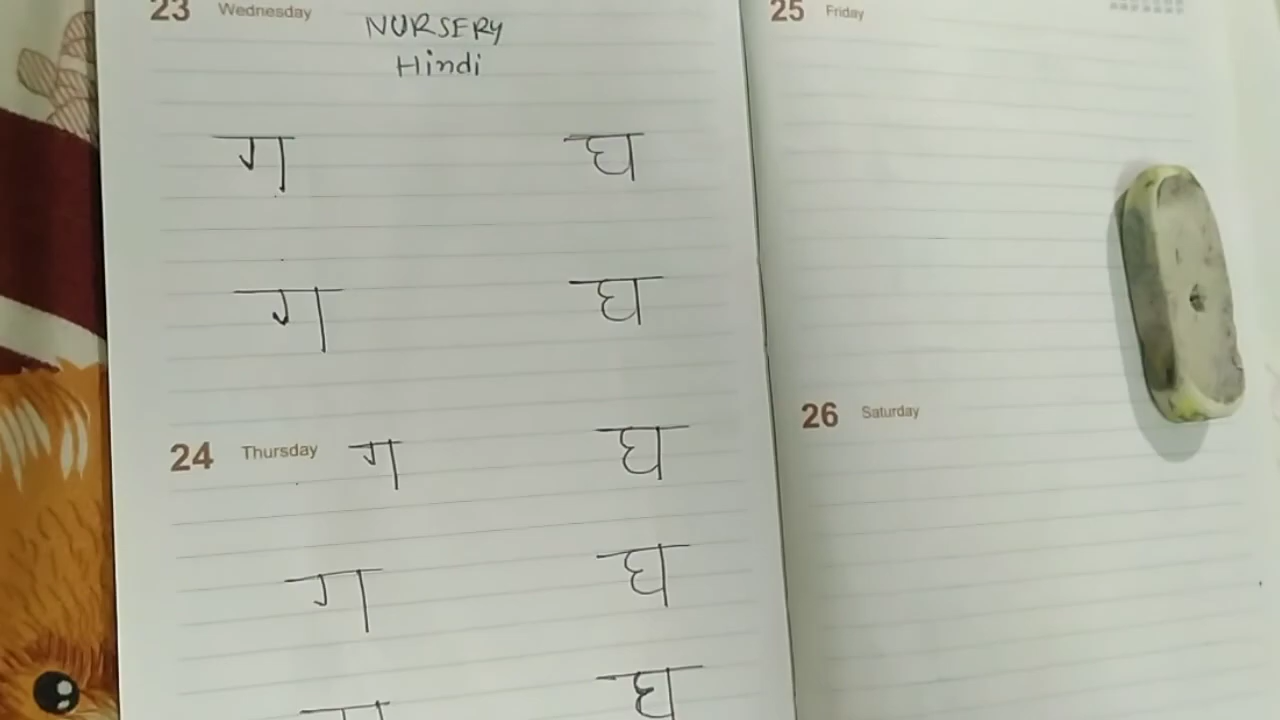 23 Wednesday
NURSERY
Hindi
ग घ
ग घ
24 Thursday ग घ
ग घ
ग घ
25 Friday
26 Saturday